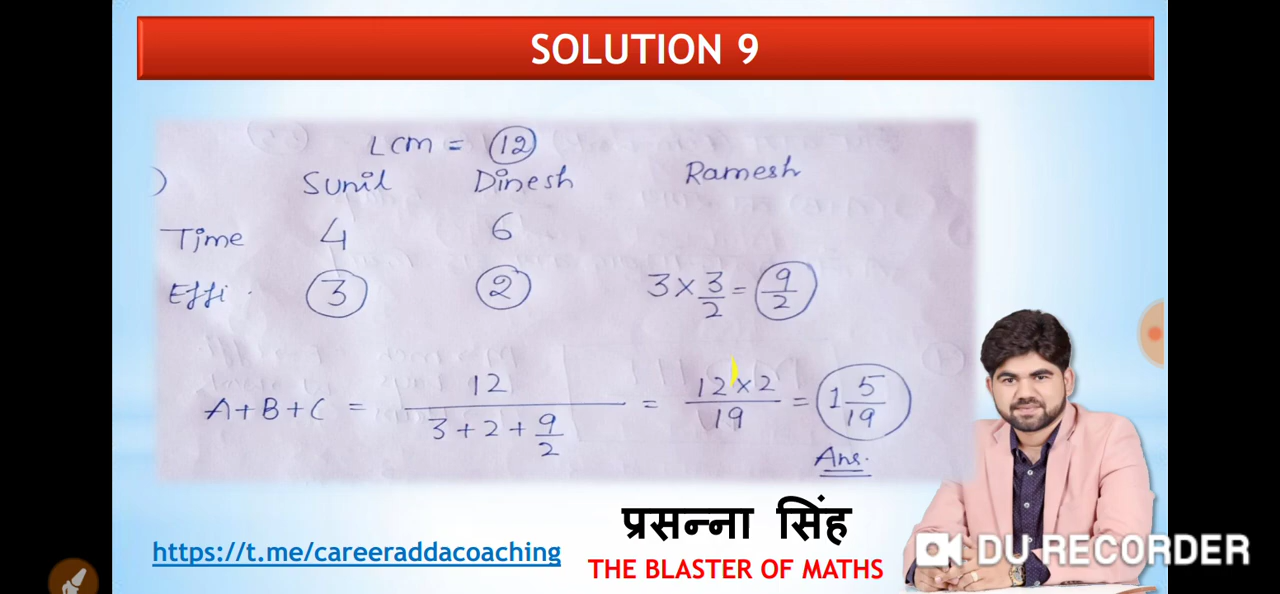 SOLUTION 9
LCM = 12
) Sunil Dinesh Ramesh
Time 4 6
Effi. 3 2 3 × 3/2 = 9/2
A+B+C = 12/(3+2+9/2) = 12×2/19 = 1 5/19
Ans.
प्रसन्ना सिंह
https://t.me/careeraddacoaching
THE BLASTER OF MATHS
DU RECORDER